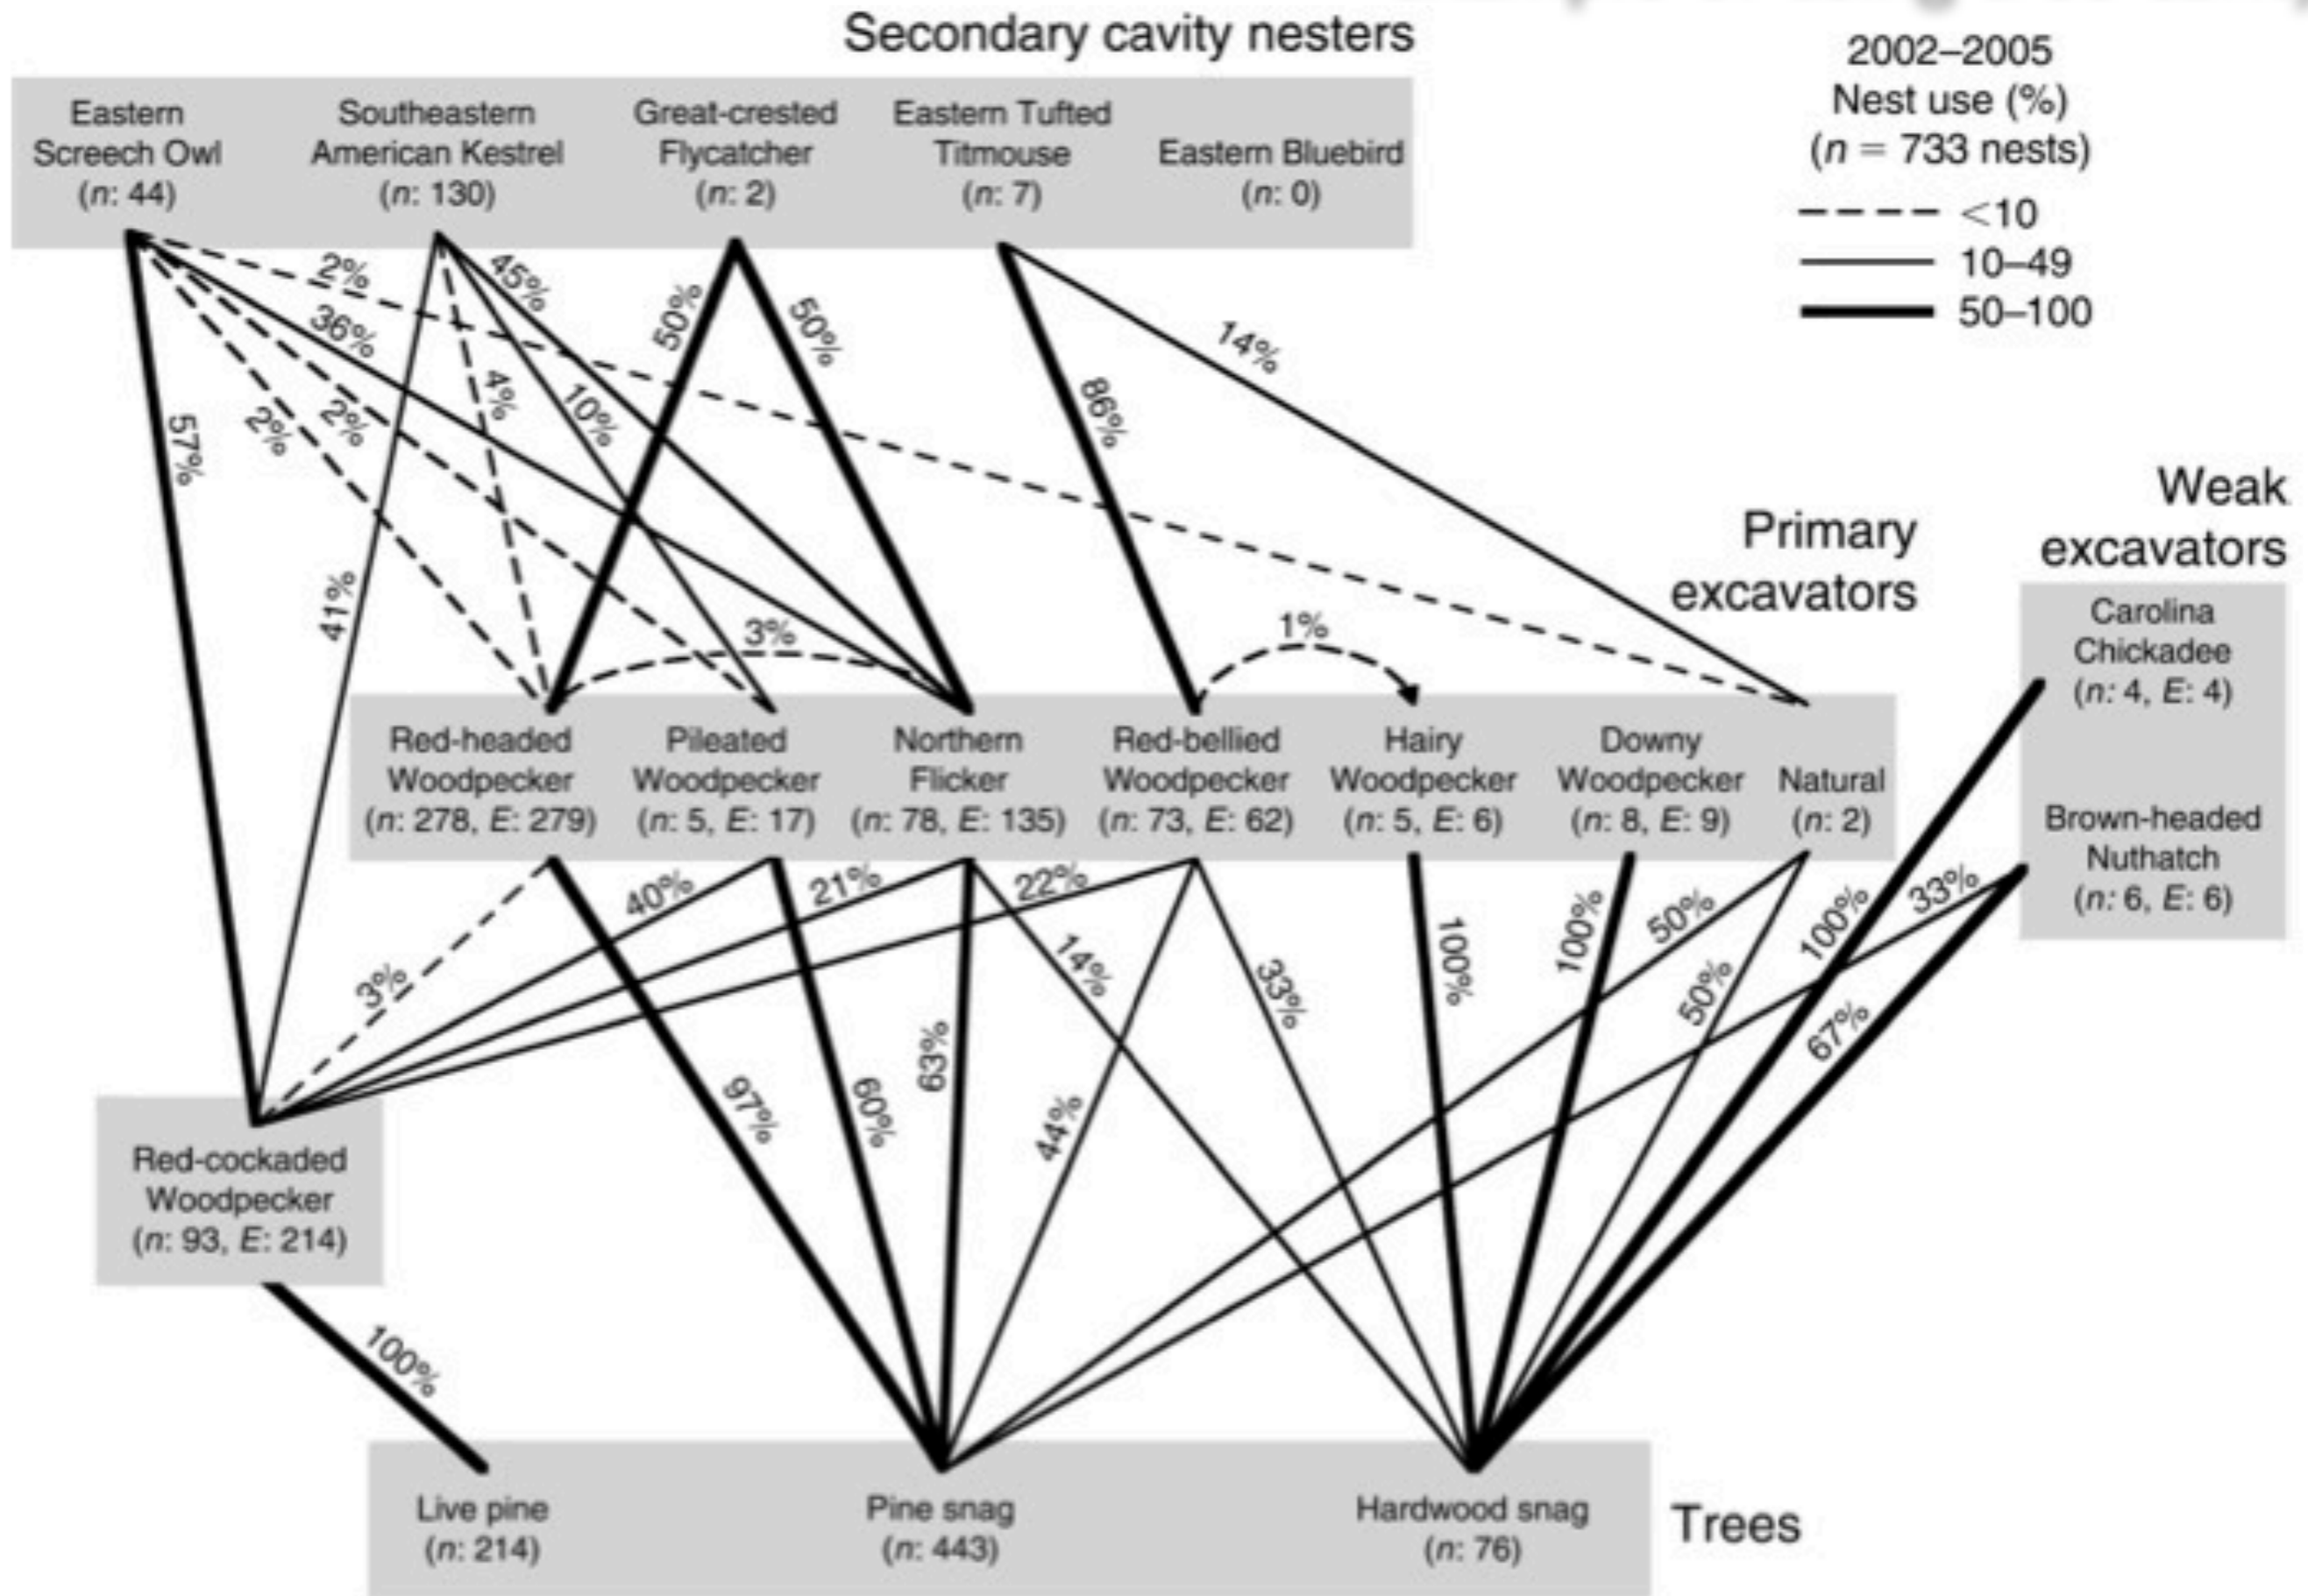 Secondary cavity nesters
2002–2005
Nest use (%)
(n = 733 nests)
<10
10–49
50–100
Eastern
Screech Owl
(n: 44)
Southeastern
American Kestrel
(n: 130)
Great-crested
Flycatcher
(n: 2)
Eastern Tufted
Titmouse
(n: 7)
Eastern Bluebird
(n: 0)
2%
45%
36%
50%
50%
14%
57%
2%
2%
4%
10%
86%
41%
3%
1%
Primary
excavators
Weak
excavators
Carolina
Chickadee
(n: 4, E: 4)
Brown-headed
Nuthatch
(n: 6, E: 6)
Red-headed
Woodpecker
(n: 278, E: 279)
Pileated
Woodpecker
(n: 5, E: 17)
Northern
Flicker
(n: 78, E: 135)
Red-bellied
Woodpecker
(n: 73, E: 62)
Hairy
Woodpecker
(n: 5, E: 6)
Downy
Woodpecker
(n: 8, E: 9)
Natural
(n: 2)
3%
40%
21%
22%
14%
33%
100%
100%
50%
50%
100%
33%
67%
97%
60%
63%
44%
Red-cockaded
Woodpecker
(n: 93, E: 214)
100%
Live pine
(n: 214)
Pine snag
(n: 443)
Hardwood snag
(n: 76)
Trees